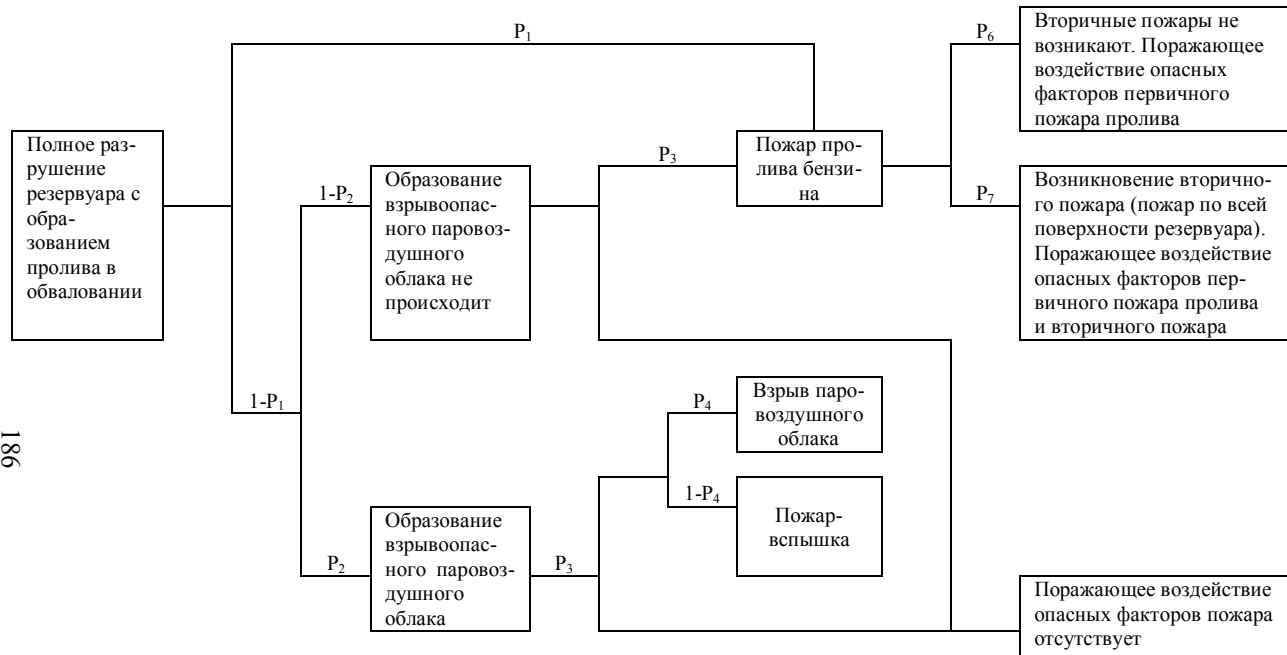 P1
P6
Вторичные пожары не
возникают. Поражающее
воздействие опасных
факторов первичного
пожара пролива
Полное раз-
рушение
резервуара с
обра-
зованием
пролива в
обваловании
1-P2
Образование
взрывоопас-
ного паровоз-
душного
облака не
происходит
P3
Пожар про-
лива бензи-
на
P7
Возникновение вторично-
го пожара (пожар по всей
поверхности резервуара).
Поражающее воздействие
опасных факторов пер-
вичного пожара пролива
и вторичного пожара
1-P1
P4
Взрыв паро-
воздушного
облака
1-P4
Пожар-
вспышка
P2
Образование
взрывоопас-
ного паровоз-
душного
облака
P3
Поражающее воздействие
опасных факторов пожара
отсутствует
186